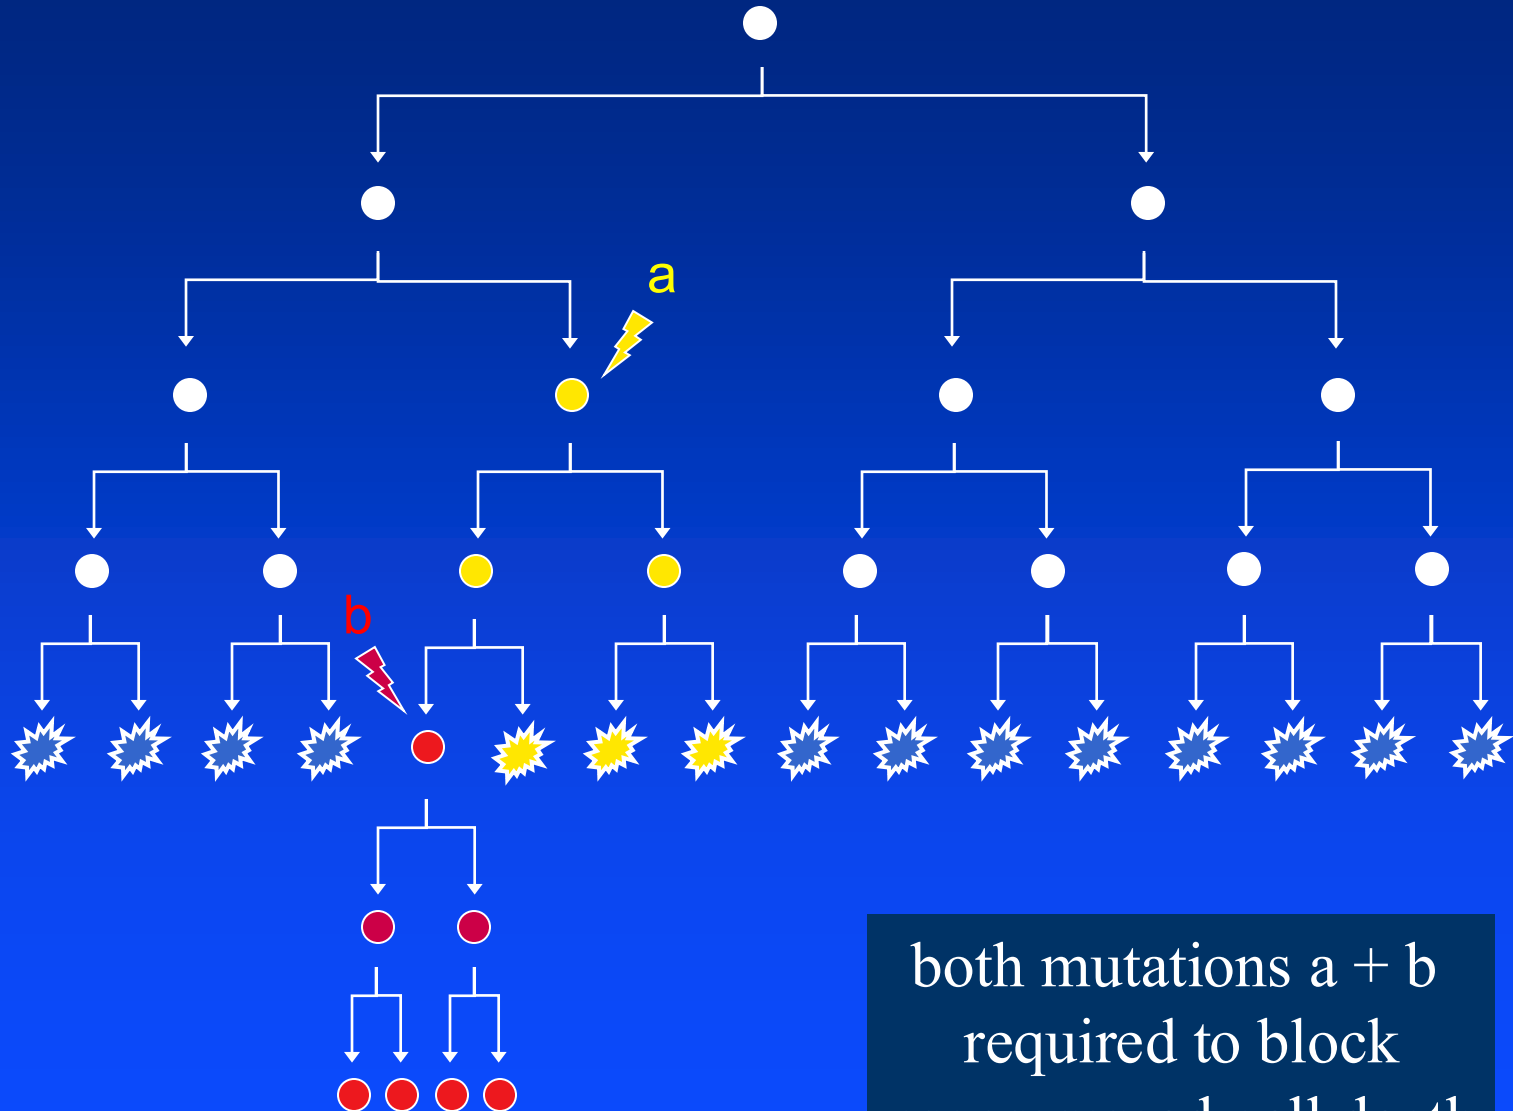 a
b
both mutations a + b
required to block